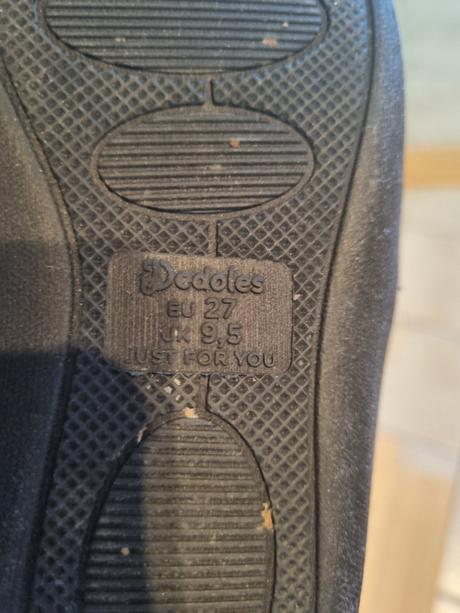 Dedoles
EU 27
UK 9,5
JUST FOR YOU